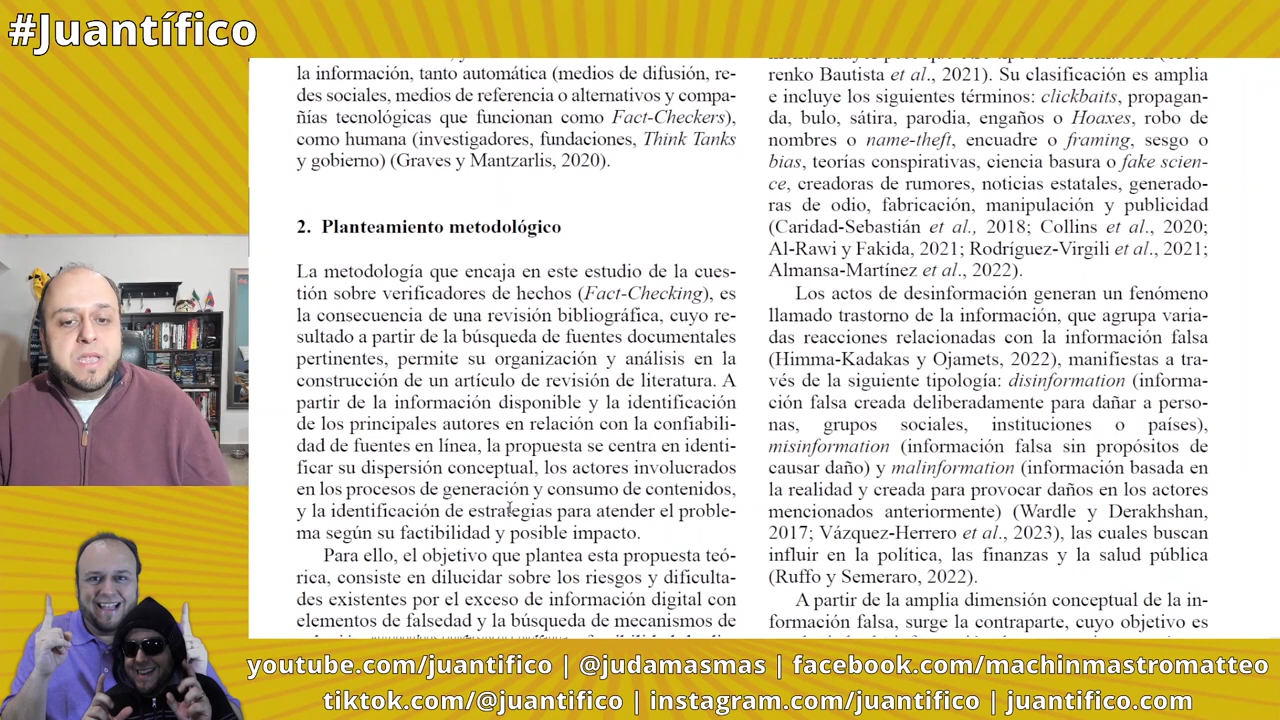 #Juantífico
la información, tanto automática (medios de difusión, re-
des sociales, medios de referencia o alternativos y compa-
ñías tecnológicas que funcionan como Fact-Checkers),
como humana (investigadores, fundaciones, Think Tanks
y gobierno) (Graves y Mantzarlis, 2020).
2. Planteamiento metodológico
La metodología que encaja en este estudio de la cues-
tión sobre verificadores de hechos (Fact-Checking), es
la consecuencia de una revisión bibliográfica, cuyo re-
sultado a partir de la búsqueda de fuentes documentales
pertinentes, permite su organización y análisis en la
construcción de un artículo de revisión de literatura. A
partir de la información disponible y la identificación
de los principales autores en relación con la confiabili-
dad de fuentes en línea, la propuesta se centra en identi-
ficar su dispersión conceptual, los actores involucrados
en los procesos de generación y consumo de contenidos,
y la identificación de estrategias para atender el proble-
ma según su factibilidad y posible impacto.
Para ello, el objetivo que plantea esta propuesta teó-
rica, consiste en dilucidar sobre los riesgos y dificulta-
des existentes por el exceso de información digital con
elementos de falsedad y la búsqueda de mecanismos de
renko Bautista et al., 2021). Su clasificación es amplia
e incluye los siguientes términos: clickbaits, propagan-
da, bulo, sátira, parodia, engaños o Hoaxes, robo de
nombres o name-theft, encuadre o framing, sesgo o
bias, teorías conspirativas, ciencia basura o fake scien-
ce, creadoras de rumores, noticias estatales, generado-
ras de odio, fabricación, manipulación y publicidad
(Caridad-Sebastián et al., 2018; Collins et al., 2020;
Al-Rawi y Fakida, 2021; Rodríguez-Virgili et al., 2021;
Almansa-Martínez et al., 2022).
Los actos de desinformación generan un fenómeno
llamado trastorno de la información, que agrupa varia-
das reacciones relacionadas con la información falsa
(Himma-Kadakas y Ojamets, 2022), manifiestas a tra-
vés de la siguiente tipología: disinformation (informa-
ción falsa creada deliberadamente para dañar a perso-
nas, grupos sociales, instituciones o países),
misinformation (información falsa sin propósitos de
causar daño) y malinformation (información basada en
la realidad y creada para provocar daños en los actores
mencionados anteriormente) (Wardle y Derakhshan,
2017; Vázquez-Herrero et al., 2023), las cuales buscan
influir en la política, las finanzas y la salud pública
(Ruffo y Semeraro, 2022).
A partir de la amplia dimensión conceptual de la in-
formación falsa, surge la contraparte, cuyo objetivo es
youtube.com/juantifico | @judamasmas | facebook.com/machinmastromatteo
tiktok.com/@juantifico | instagram.com/juantifico | juantifico.com